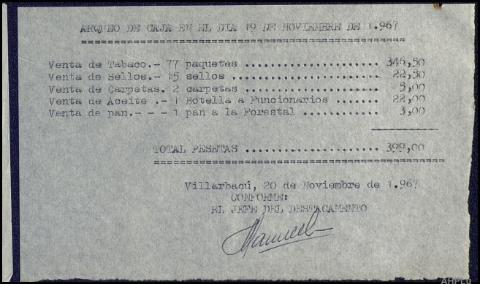 ARQUEO DE CAJA EN EL DIA 19 DE NOVIEMBRE DE 1.967
Venta de Tabaco.- 77 paquetes ..................... 346,50
Venta de Sellos.- 15 sellos ....................... 22,50
Venta de Carpetas. 2 carpetas ..................... 5,00
Venta de Aceite .- 1 Botella a Funcionarios ....... 22,00
Venta de pan.- - - 1 pan a la Forestal ............ 3,00
TOTAL PESETAS ..................... 399,00
Villarbacú, 20 de Noviembre de 1.967
CONFORME:
EL JEFE DEL DESTACAMENTO
Manuel
AHPLu